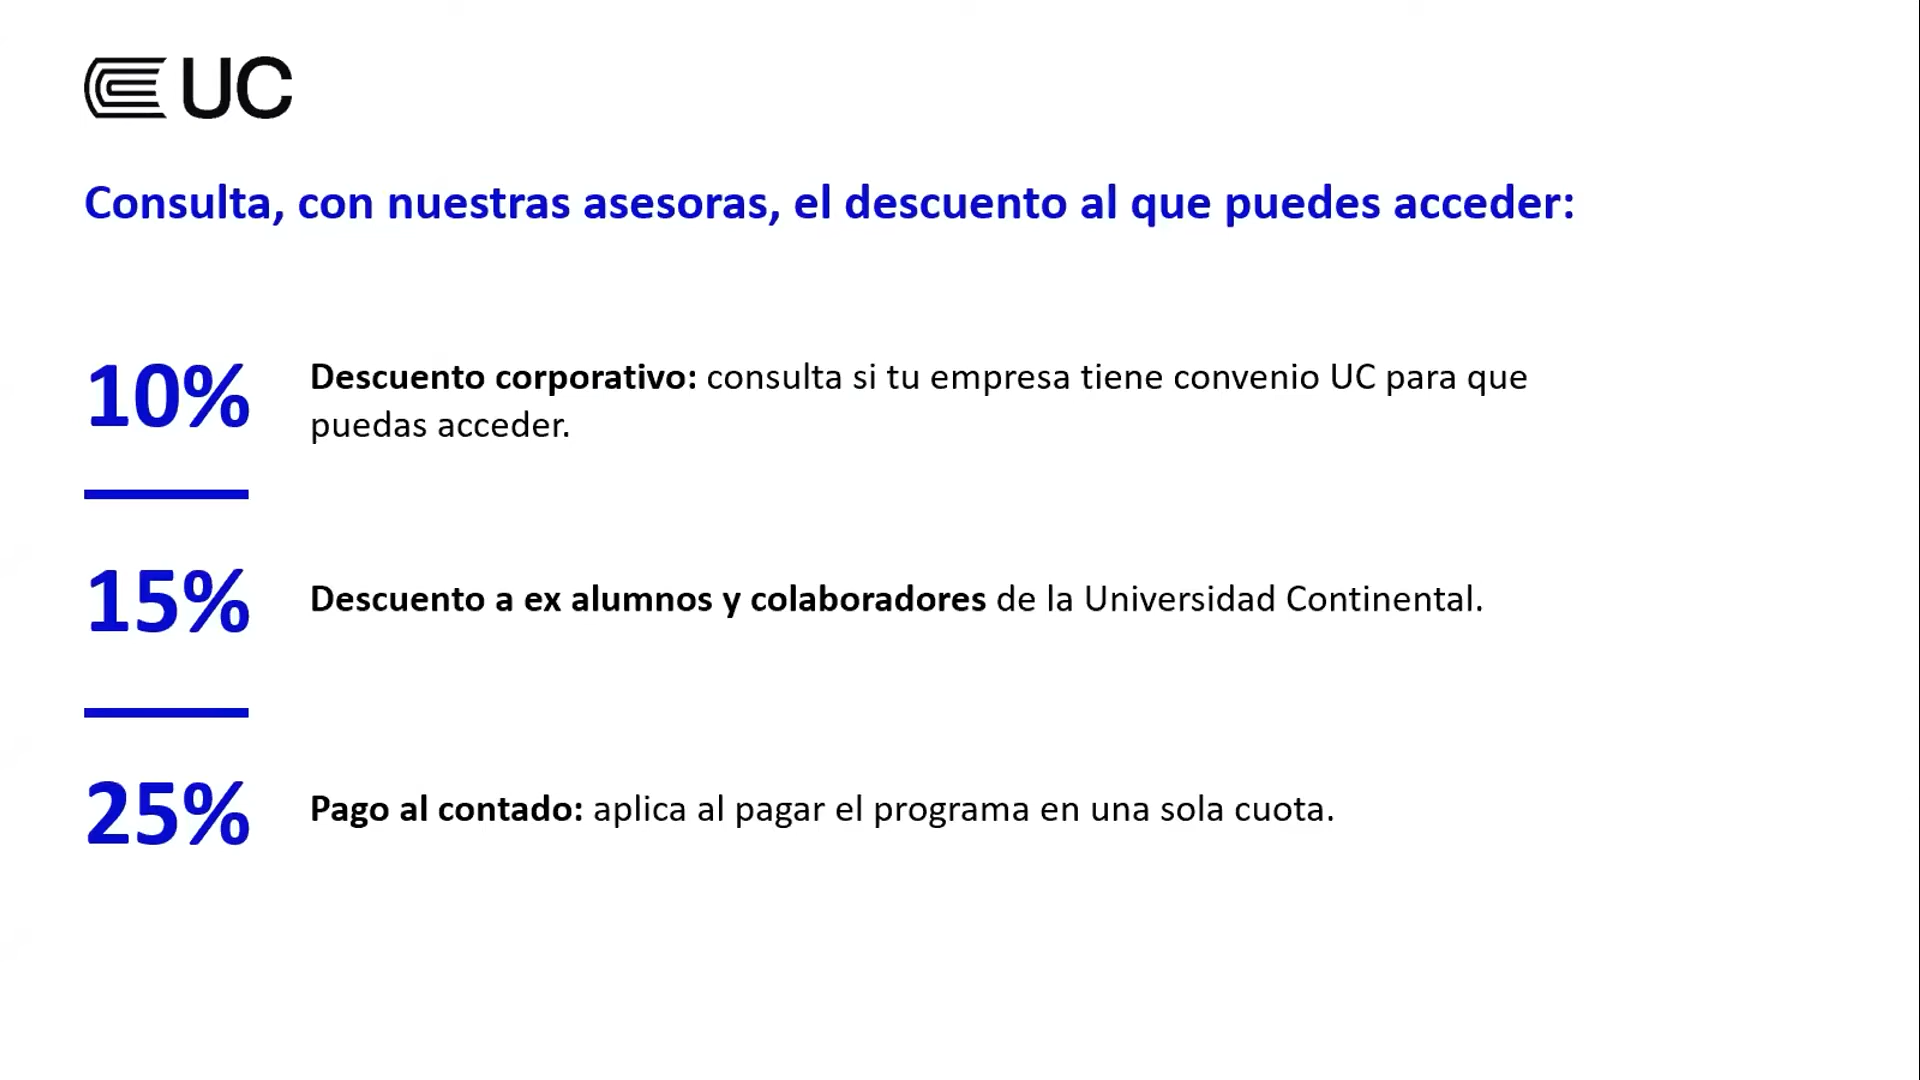 UC
Consulta, con nuestras asesoras, el descuento al que puedes acceder:
10%
Descuento corporativo: consulta si tu empresa tiene convenio UC para que
puedas acceder.
15%
Descuento a ex alumnos y colaboradores de la Universidad Continental.
25%
Pago al contado: aplica al pagar el programa en una sola cuota.